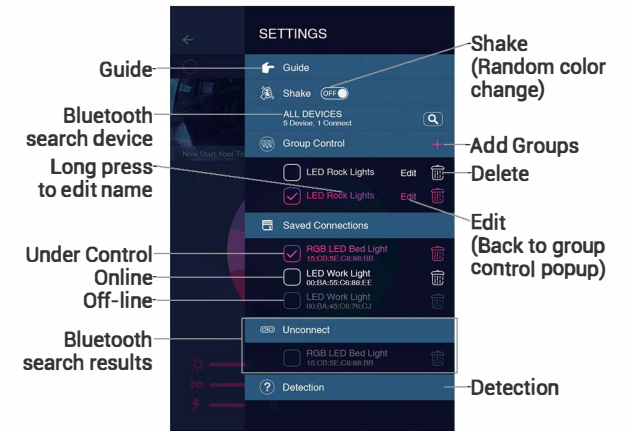 SETTINGS
Guide
Guide
Shake OFF
Shake
(Random color
change)
Bluetooth
search device
ALL DEVICES
5 Device, 1 Connect
Group Control
Add Groups
Now Start Your Tri
Long press
to edit name
LED Rock Lights Edit
Delete
LED Rock Lights Edit
Edit
(Back to group
control popup)
Saved Connections
Under Control
RGB LED Bed Light
15:CB:5E:C8:88:BB
Online
LED Work Light
00:BA:55:C6:88:EE
Off-line
LED Work Light
00:BA:45:C6:76:CJ
Bluetooth
search results
Unconnect
RGB LED Bed Light
15:CB:5E:C8:88:BB
? Detection
Detection